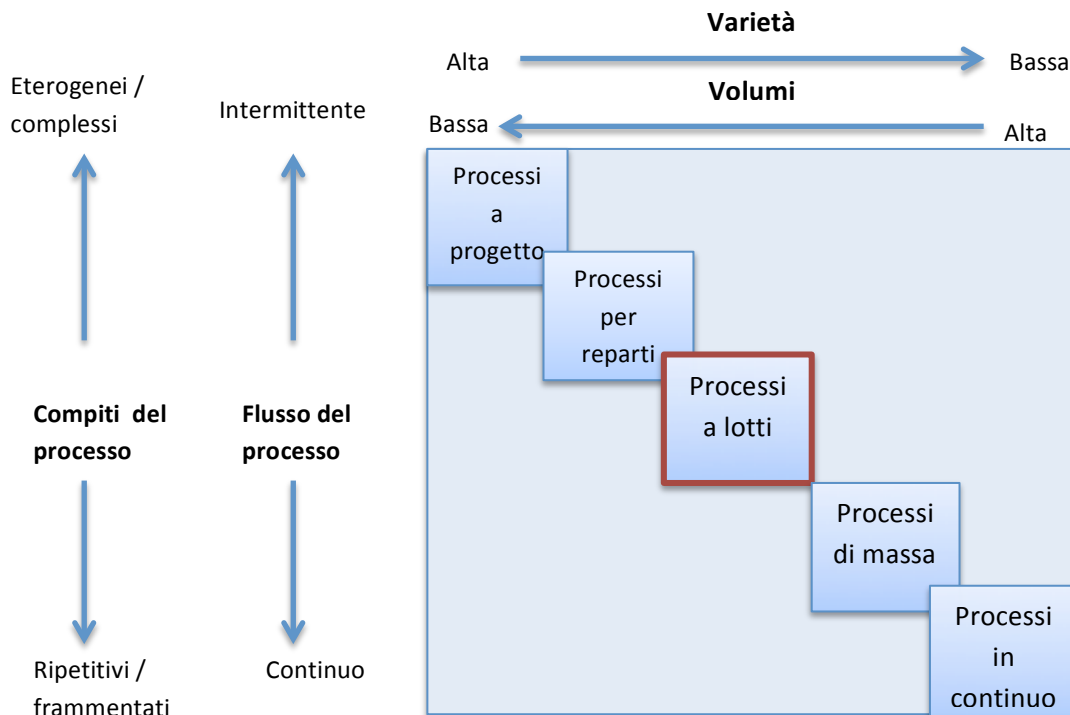 Varietà
Alta
Bassa
Volumi
Bassa
Alta
Eterogenei /
complessi
Intermittente
Processi
a
progetto
Processi
per
reparti
Processi
a lotti
Compiti del
processo
Flusso del
processo
Processi
di massa
Processi
in
continuo
Ripetitivi /
frammentati
Continuo